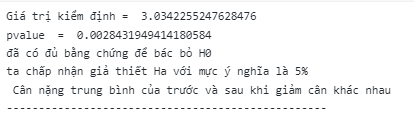 Giá trị kiểm định =  3.0342255247628476
pvalue  =  0.0028431949414180584
đã có đủ bằng chứng để bác bỏ H0
ta chấp nhận giả thiết Ha với mực ý nghĩa là 5%
 Cân nặng trung bình của trước và sau khi giảm cân khác nhau
------------------------------------------------